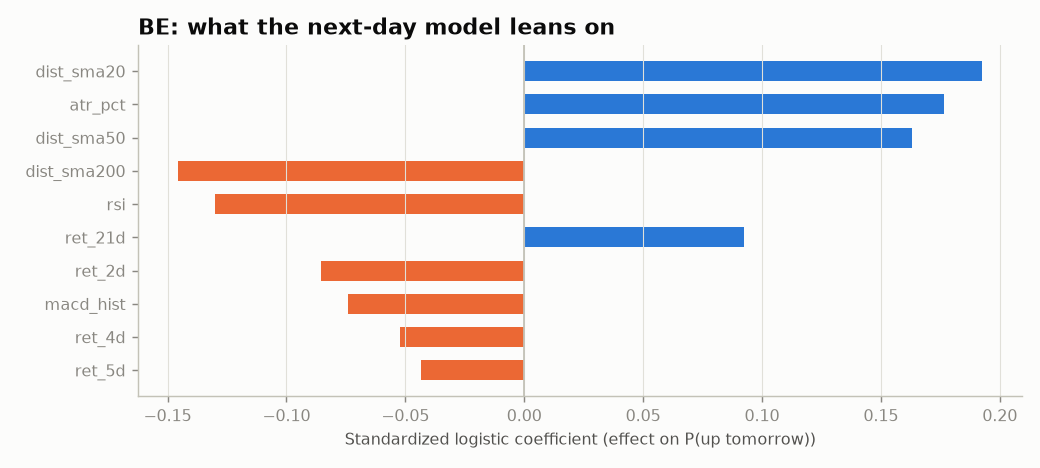 BE: what the next-day model leans on
dist_sma20
atr_pct
dist_sma50
dist_sma200
rsi
ret_21d
ret_2d
macd_hist
ret_4d
ret_5d
−0.15 −0.10 −0.05 0.00 0.05 0.10 0.15 0.20
Standardized logistic coefficient (effect on P(up tomorrow))